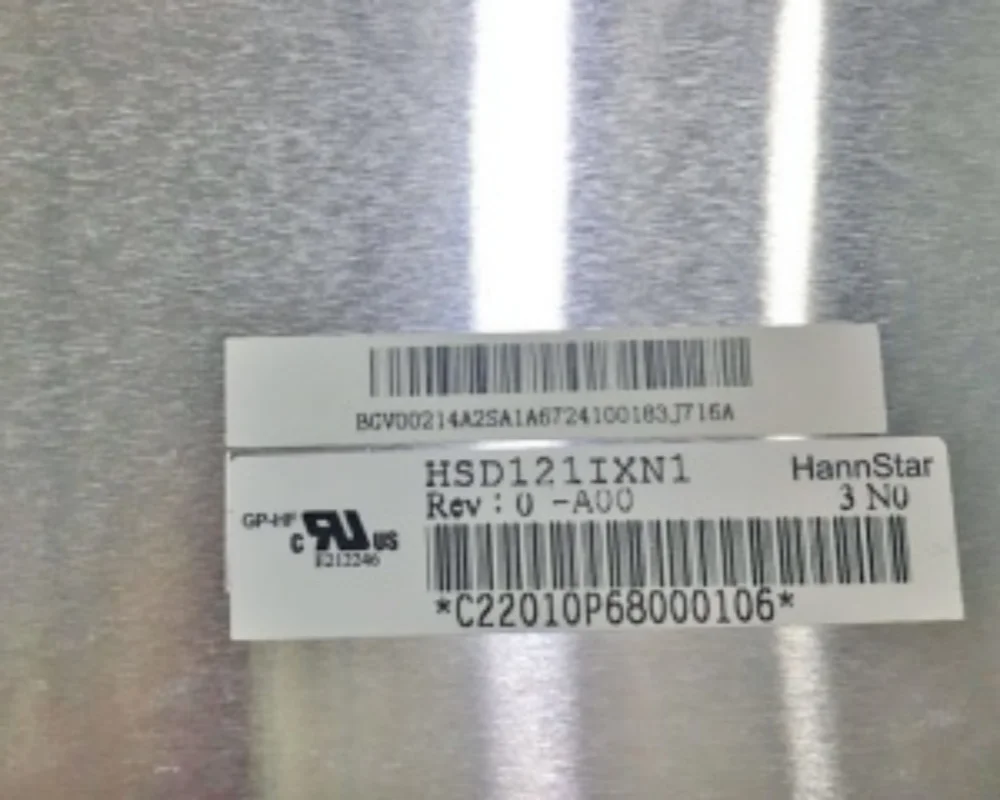 BGV00214A2SA1A6724100183J716A
HSD121IXN1 HannStar
Rev : 0 -A00 3 N0
GP-HF
C US
E212246
*C22010P68000106*